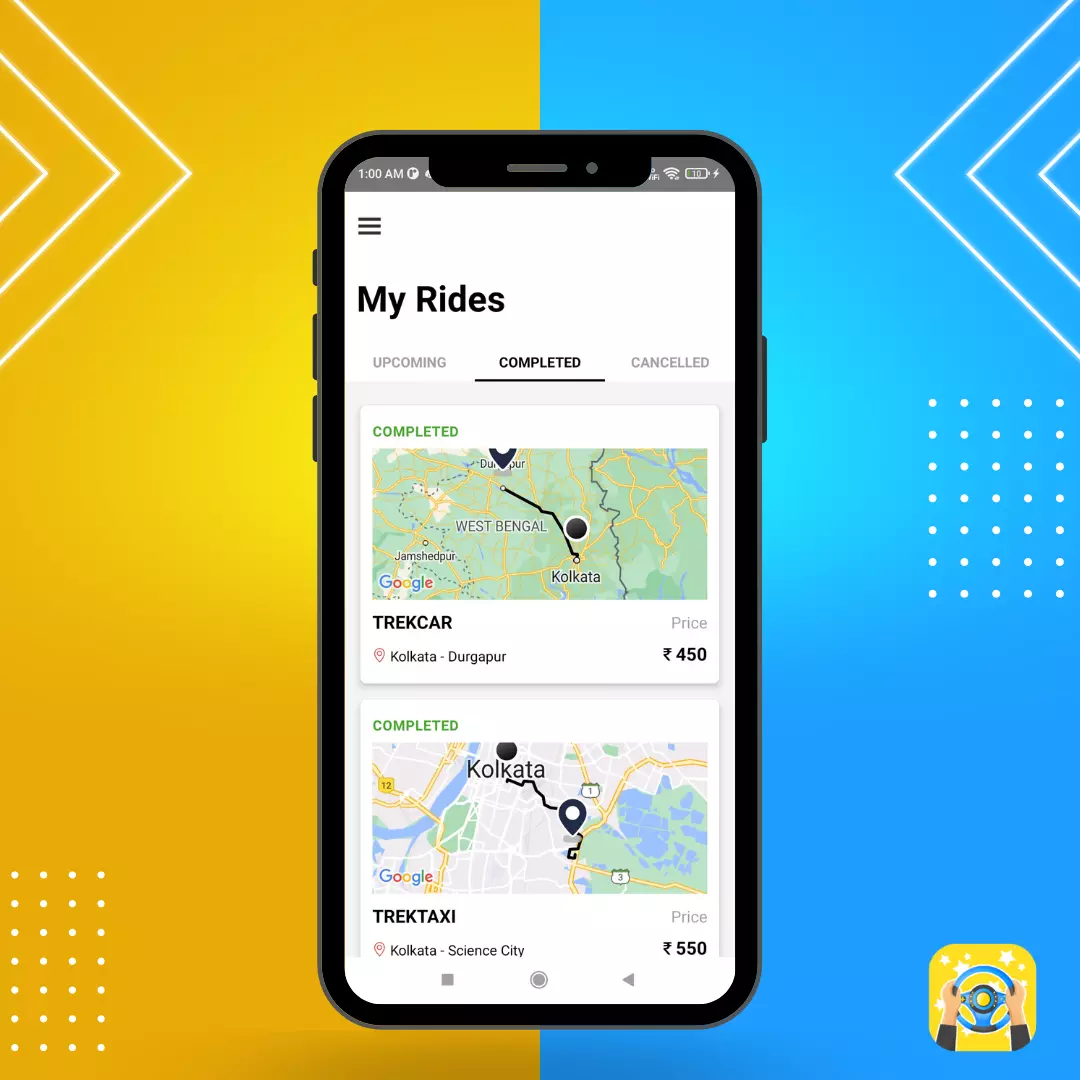 1:00 AM
10
My Rides
UPCOMING COMPLETED CANCELLED
COMPLETED
WEST BENGAL
Jamshedpur
Kolkata
Google
TREKCAR Price
Kolkata - Durgapur ₹ 450
COMPLETED
Kolkata
12
1
Google
3
TREKTAXI Price
Kolkata - Science City ₹ 550